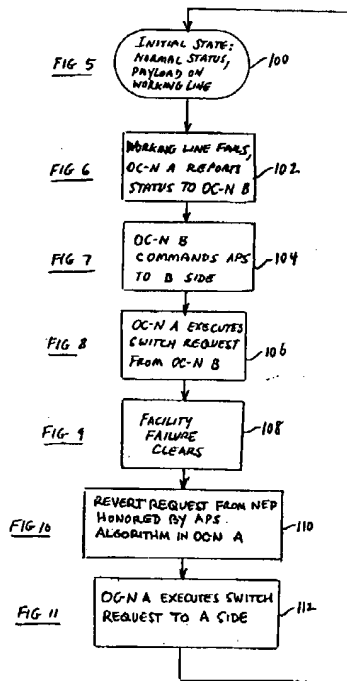 INITIAL STATE:
NORMAL STATUS,
PAYLOAD ON
WORKING LINE
FIG 5
100
WORKING LINE FAILS,
OC-N A REPORTS
STATUS TO OC-N B
FIG 6
102
OC-N B
COMMANDS APS
TO B SIDE
FIG 7
104
OC-N A EXECUTES
SWITCH REQUEST
FROM OC-N B
FIG 8
106
FACILITY
FAILURE
CLEARS
FIG 9
108
REVERT REQUEST FROM NEP
HONORED BY APS
ALGORITHM IN OC-N A
FIG 10
110
OC-N A EXECUTES SWITCH
REQUEST TO A SIDE
FIG 11
112